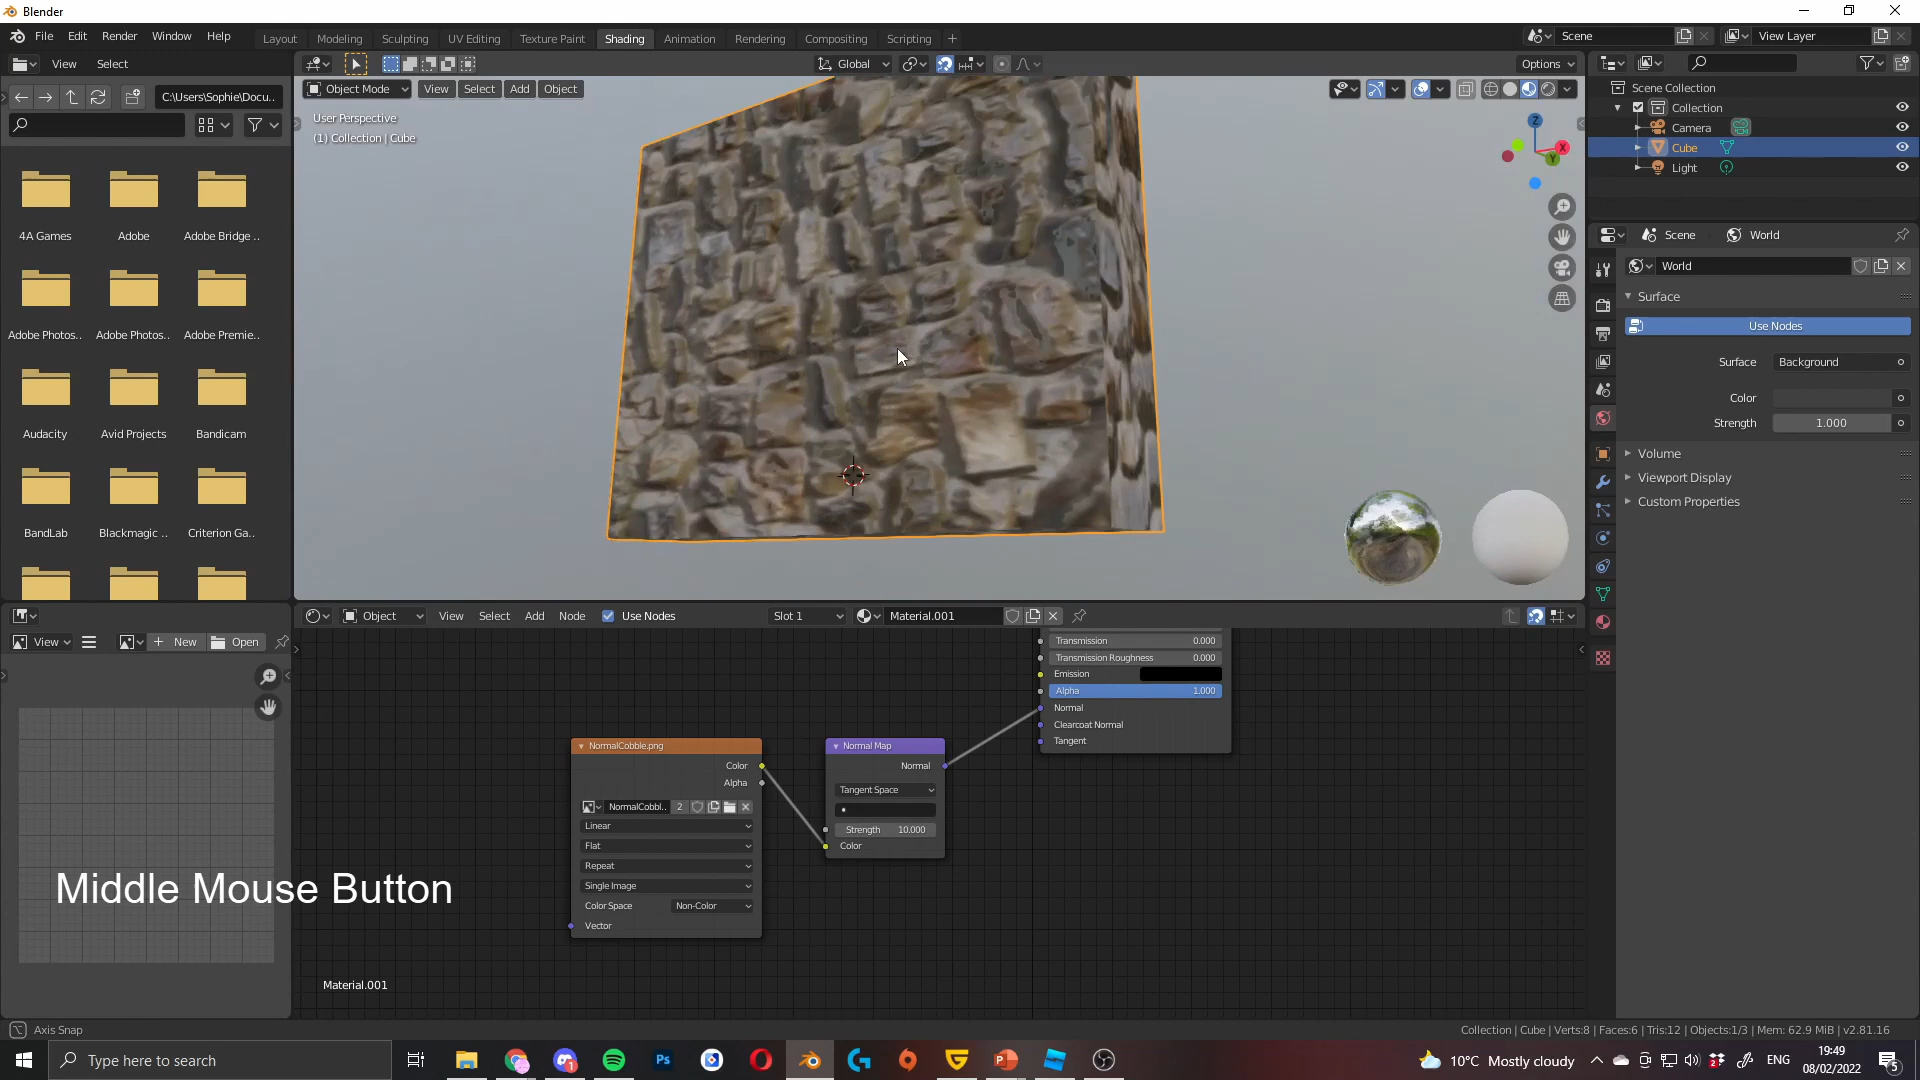 Blender
File Edit Render Window Help
Layout Modeling Sculpting UV Editing Texture Paint Shading Animation Rendering Compositing Scripting
Scene
View Layer
View Select
Global
Options
C:\Users\Sophie\Docu..
Object Mode View Select Add Object
User Perspective
(1) Collection | Cube
X
Y
Z
Scene Collection
Collection
Camera
Cube
Light
Scene World
World
Surface
Use Nodes
Surface Background
Color
Strength 1.000
Volume
Viewport Display
Custom Properties
4A Games Adobe Adobe Bridge ..
Adobe Photos.. Adobe Photos.. Adobe Premie..
Audacity Avid Projects Bandicam
BandLab Blackmagic .. Criterion Ga..
View New Open
Object View Select Add Node Use Nodes Slot 1 Material.001
Transmission 0.000
Transmission Roughness 0.000
Emission
Alpha 1.000
Normal
Clearcoat Normal
Tangent
NormalCobble.png
Color
Alpha
NormalCobbl.. 2
Linear
Flat
Repeat
Single Image
Color Space Non-Color
Vector
Normal Map
Normal
Tangent Space
Strength 10.000
Color
Middle Mouse Button
Material.001
Axis Snap
Collection | Cube | Verts:8 | Faces:6 | Tris:12 | Objects:1/3 | Mem: 62.9 MiB | v2.81.16
Type here to search
10°C Mostly cloudy
ENG
19:49
08/02/2022
5